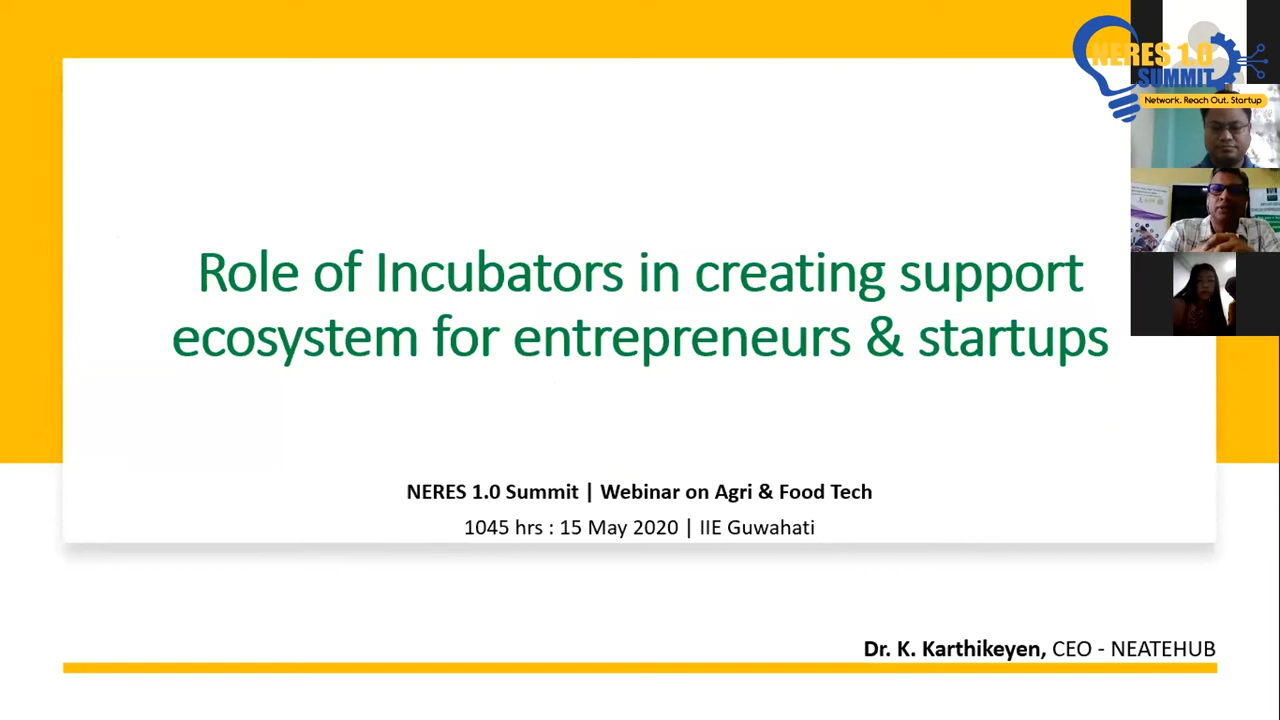 NERES 1.0
SUMMIT
Network. Reach Out. Startup
Role of Incubators in creating support
ecosystem for entrepreneurs & startups
NERES 1.0 Summit | Webinar on Agri & Food Tech
1045 hrs : 15 May 2020 | IIE Guwahati
Dr. K. Karthikeyen, CEO - NEATEHUB